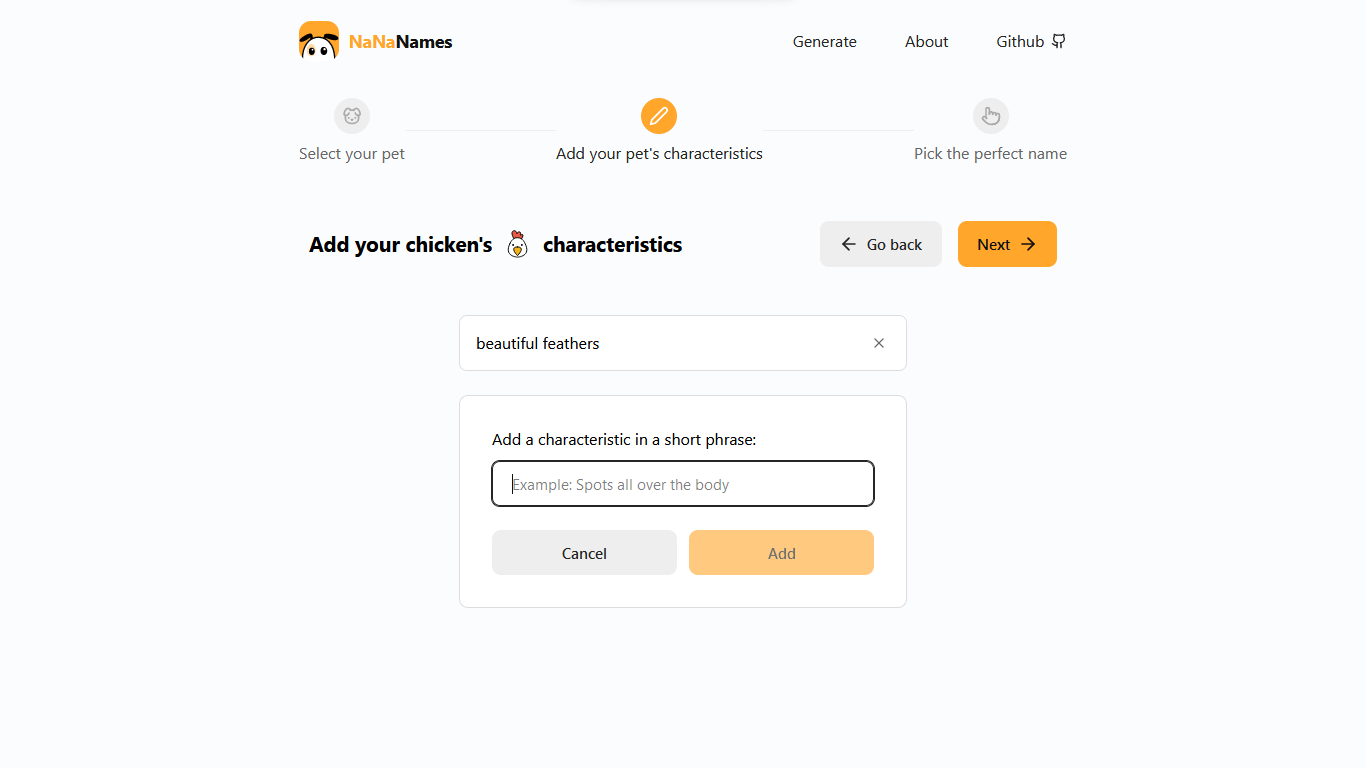 NaNaNames
Generate
About
Github
Select your pet
Add your pet's characteristics
Pick the perfect name
Add your chicken's characteristics
Go back
Next
beautiful feathers
Add a characteristic in a short phrase:
Example: Spots all over the body
Cancel
Add